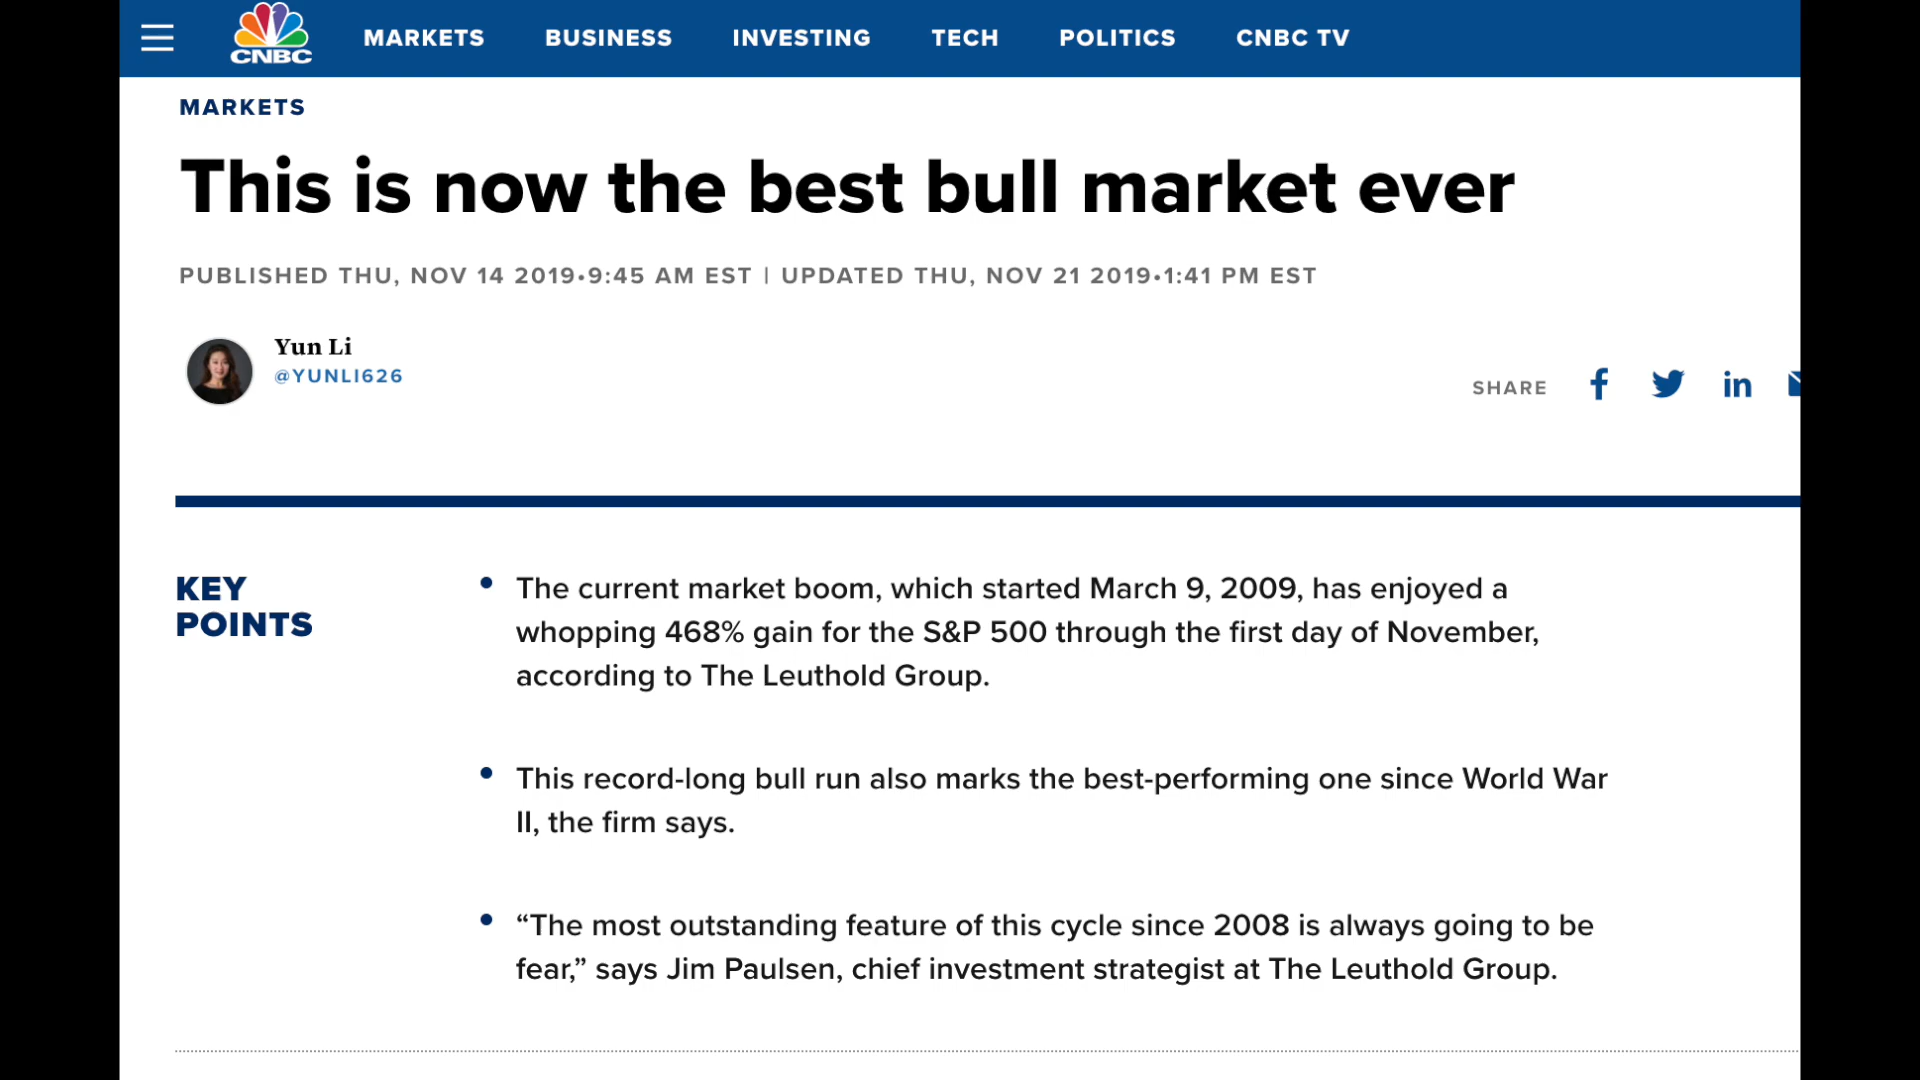 CNBC
MARKETS
BUSINESS
INVESTING
TECH
POLITICS
CNBC TV
MARKETS
This is now the best bull market ever
PUBLISHED THU, NOV 14 2019•9:45 AM EST | UPDATED THU, NOV 21 2019•1:41 PM EST
Yun Li
@YUNLI626
SHARE
KEY
POINTS
• The current market boom, which started March 9, 2009, has enjoyed a
whopping 468% gain for the S&P 500 through the first day of November,
according to The Leuthold Group.
• This record-long bull run also marks the best-performing one since World War
II, the firm says.
• “The most outstanding feature of this cycle since 2008 is always going to be
fear,” says Jim Paulsen, chief investment strategist at The Leuthold Group.